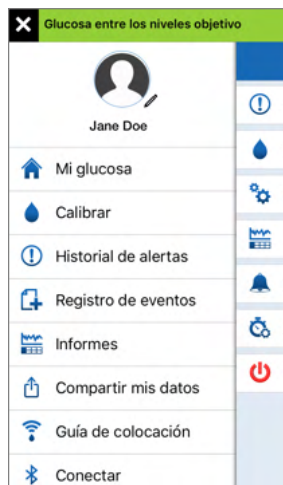 Glucosa entre los niveles objetivo
Jane Doe
Mi glucosa
Calibrar
Historial de alertas
Registro de eventos
Informes
Compartir mis datos
Guía de colocación
Conectar